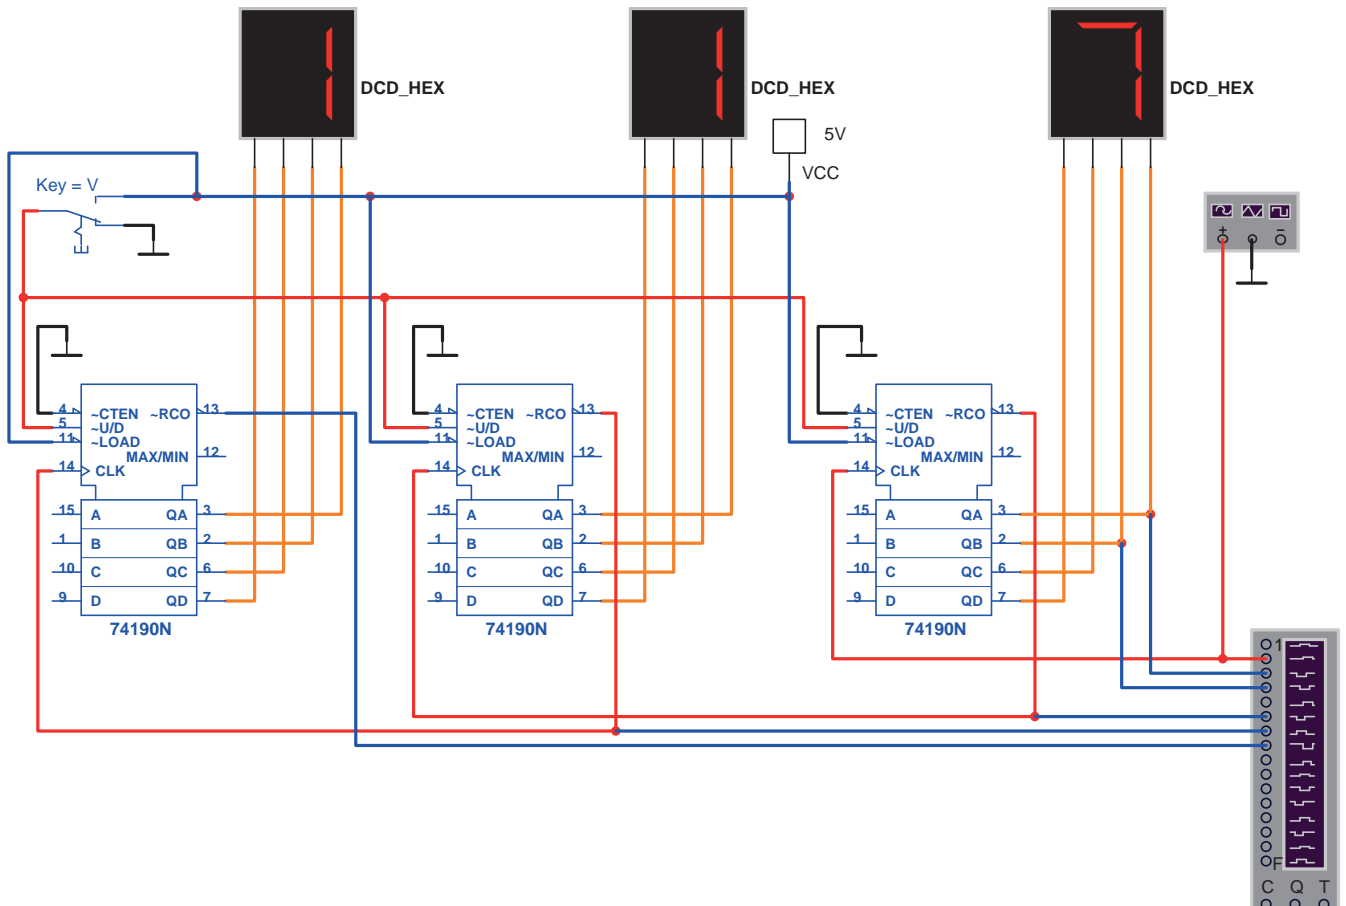 DCD_HEX
DCD_HEX
DCD_HEX
5V
VCC
Key = V
+
–
4 ~CTEN ~RCO 13
5 ~U/D
11 ~LOAD
MAX/MIN 12
14 CLK
15 A QA 3
1 B QB 2
10 C QC 6
9 D QD 7
74190N
4 ~CTEN ~RCO 13
5 ~U/D
11 ~LOAD
MAX/MIN 12
14 CLK
15 A QA 3
1 B QB 2
10 C QC 6
9 D QD 7
74190N
4 ~CTEN ~RCO 13
5 ~U/D
11 ~LOAD
MAX/MIN 12
14 CLK
15 A QA 3
1 B QB 2
10 C QC 6
9 D QD 7
74190N
1
F
C Q T
1
1
7